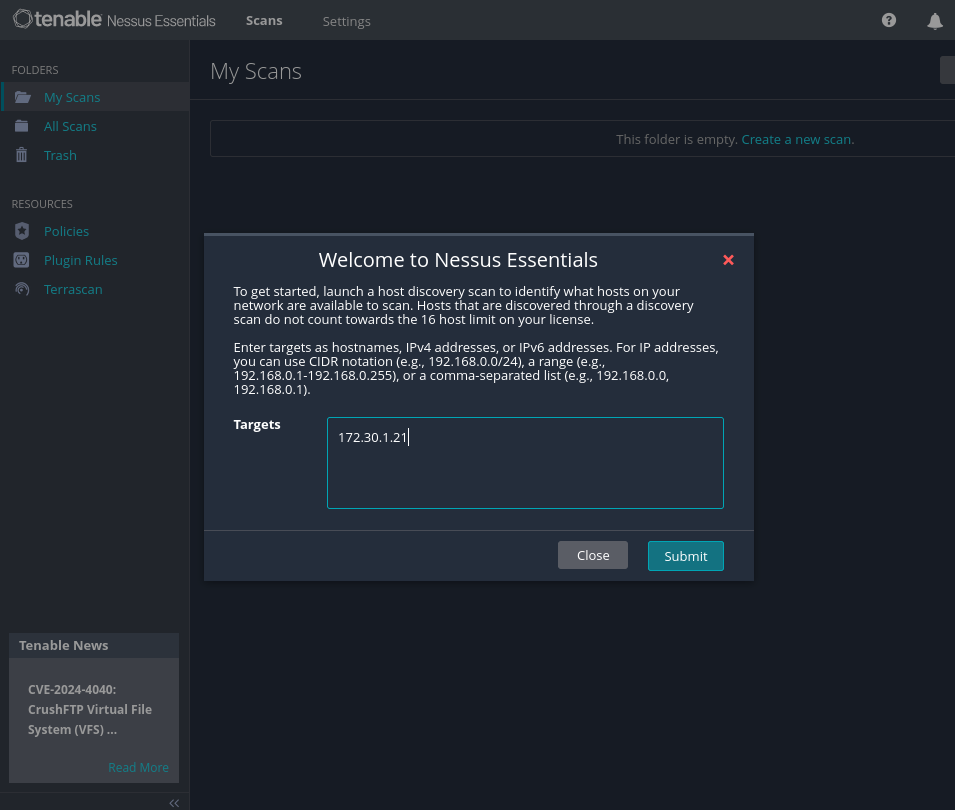 tenable Nessus Essentials Scans Settings
FOLDERS
My Scans
All Scans
Trash
RESOURCES
Policies
Plugin Rules
Terrascan
Tenable News
CVE-2024-4040:
CrushFTP Virtual File
System (VFS) ...
Read More
My Scans
This folder is empty. Create a new scan.
Welcome to Nessus Essentials
To get started, launch a host discovery scan to identify what hosts on your
network are available to scan. Hosts that are discovered through a discovery
scan do not count towards the 16 host limit on your license.
Enter targets as hostnames, IPv4 addresses, or IPv6 addresses. For IP addresses,
you can use CIDR notation (e.g., 192.168.0.0/24), a range (e.g.,
192.168.0.1-192.168.0.255), or a comma-separated list (e.g., 192.168.0.0,
192.168.0.1).
Targets
172.30.1.21
Close Submit